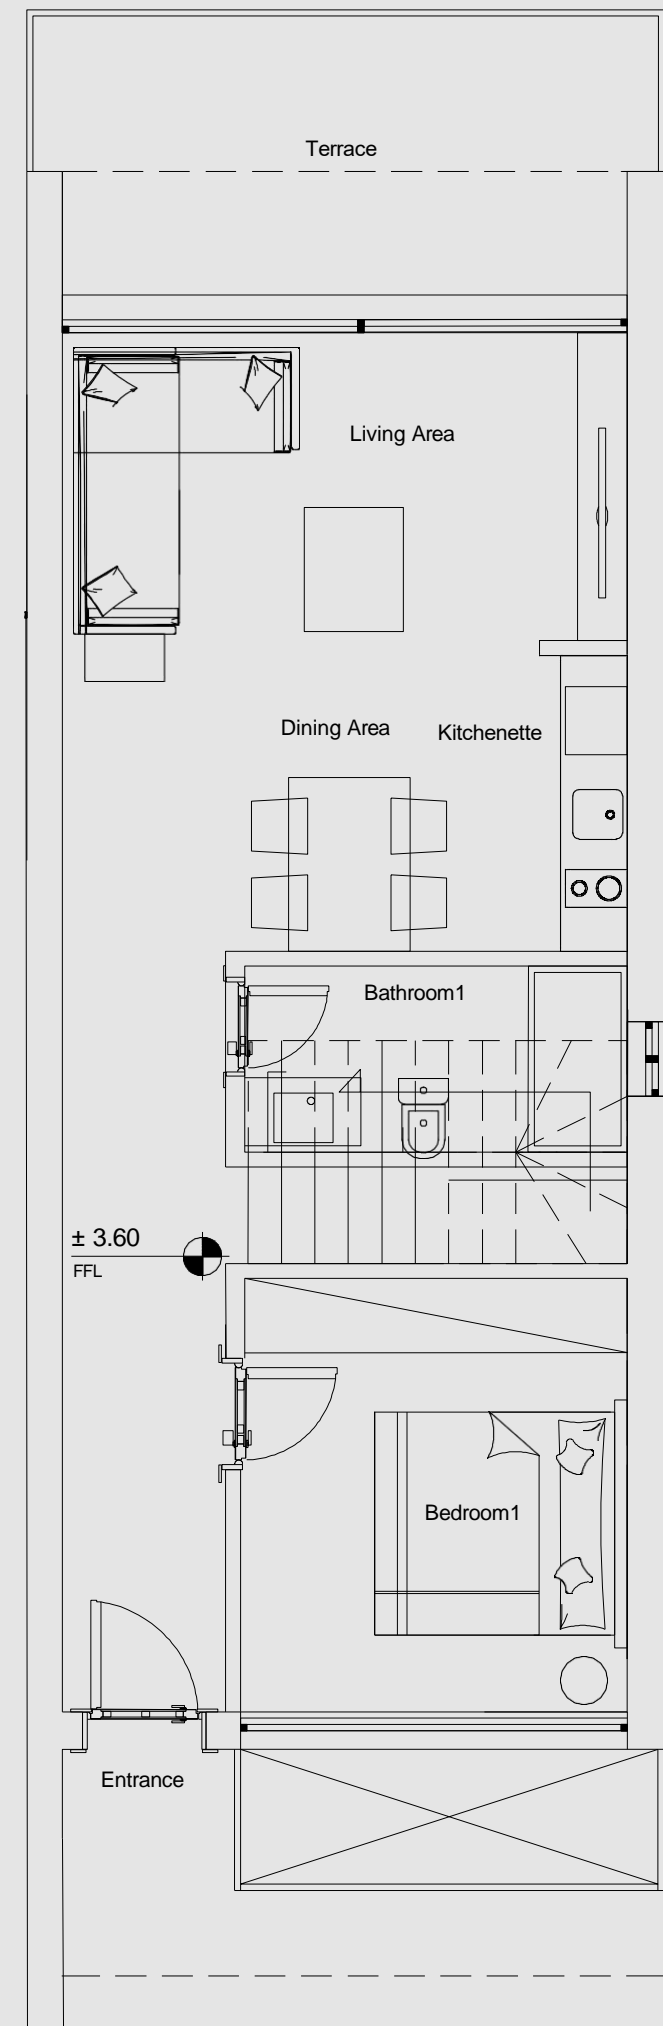 Terrace
Living Area
Dining Area
Kitchenette
Bathroom1
± 3.60
FFL
Bedroom1
Entrance